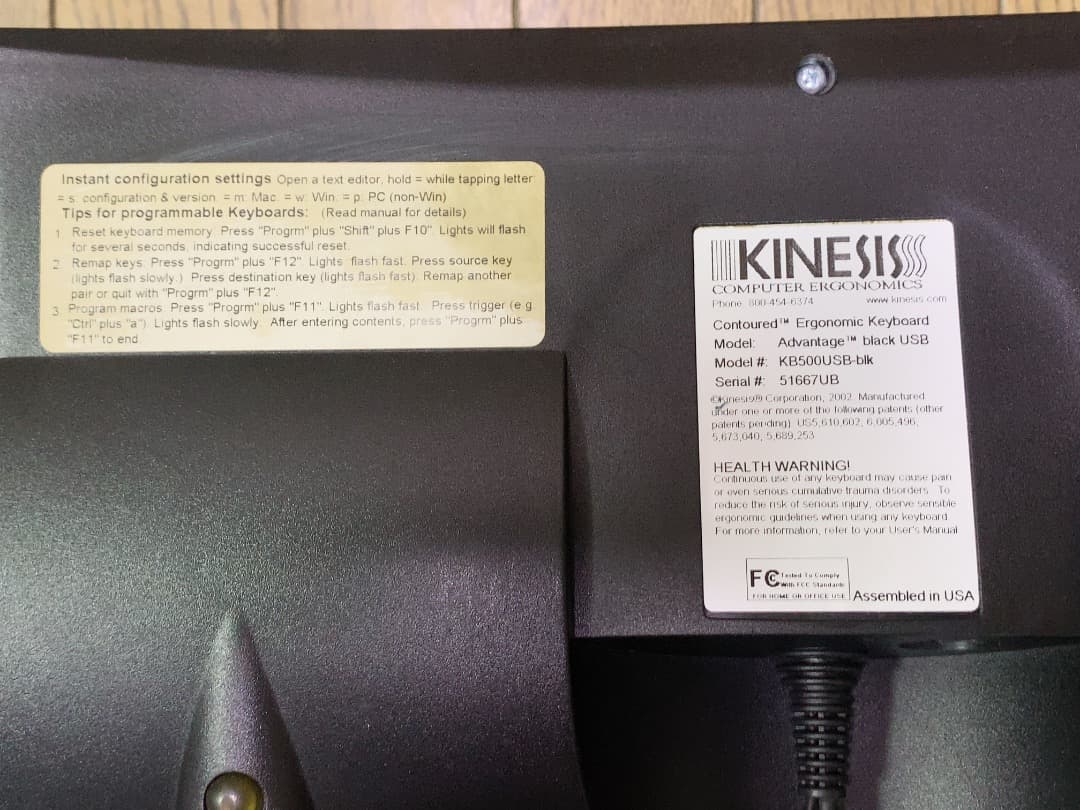 Instant configuration settings Open a text editor, hold = while tapping letter:
= s: configuration & version. = m: Mac. = w: Win. = p: PC (non-Win)
Tips for programmable Keyboards: (Read manual for details)
1 Reset keyboard memory. Press "Progrm" plus "Shift" plus F10". Lights will flash
for several seconds, indicating successful reset.
2. Remap keys. Press "Progrm" plus "F12". Lights flash fast. Press source key
(lights flash slowly.) Press destination key (lights flash fast). Remap another
pair or quit with "Progrm" plus "F12".
3. Program macros. Press "Progrm" plus "F11". Lights flash fast. Press trigger (e.g.
"Ctrl" plus "a"). Lights flash slowly. After entering contents, press "Progrm" plus
"F11" to end.
KINESIS
COMPUTER ERGONOMICS
Phone: 800-454-6374 www.kinesis.com
Contoured™ Ergonomic Keyboard
Model: Advantage™ black USB
Model #: KB500USB-blk
Serial #: 51667UB
©Kinesis® Corporation, 2002. Manufactured
under one or more of the following patents (other
patents pending). US5,610,602; 6,005,496;
5,673,040; 5,689,253
HEALTH WARNING!
Continuous use of any keyboard may cause pain
or even serious cumulative trauma disorders. To
reduce the risk of serious injury, observe sensible
ergonomic guidelines when using any keyboard.
For more information, refer to your User's Manual
FC Tested To Comply
With FCC Standards
FOR HOME OR OFFICE USE
Assembled in USA